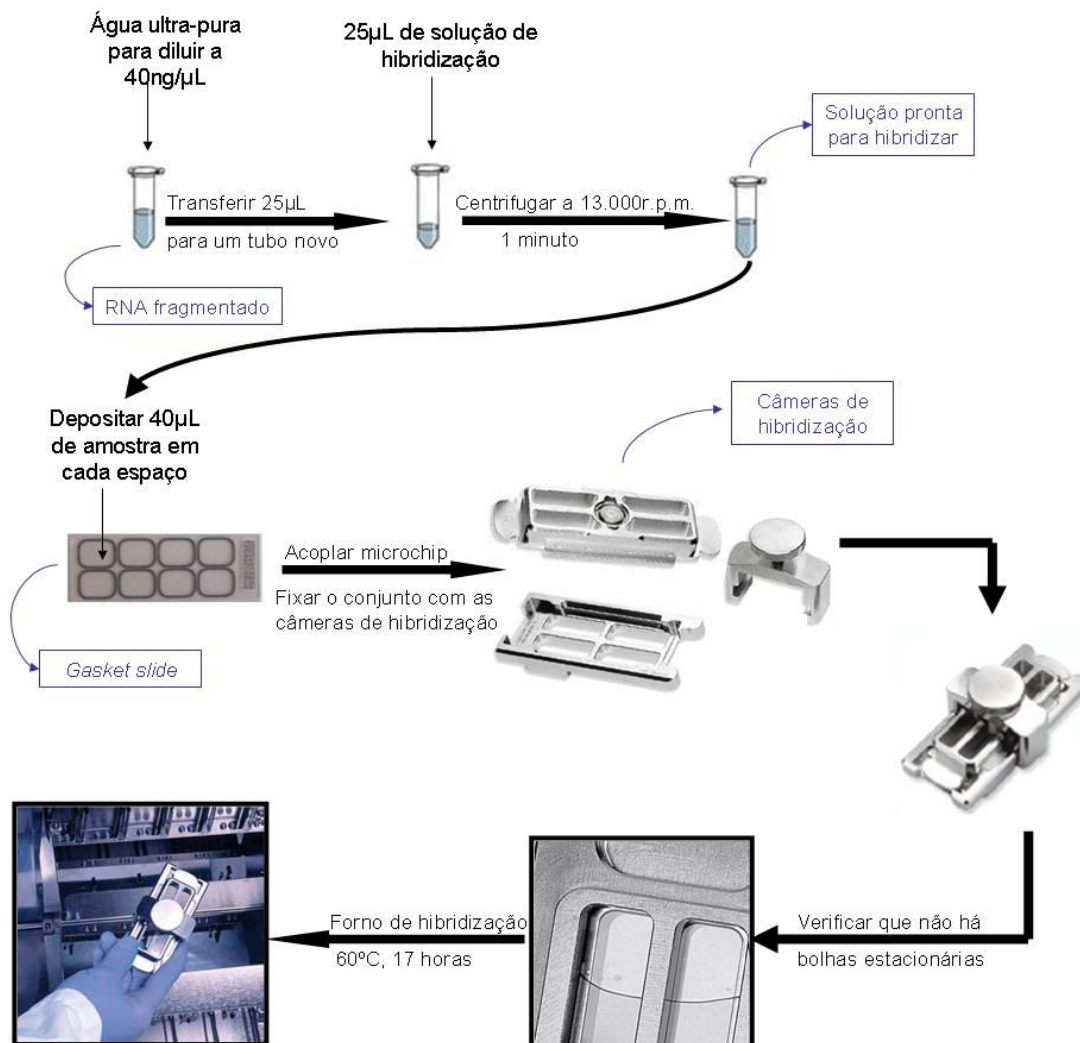 Água ultra-pura
para diluir a
40ng/µL
25µL de solução de
hibridização
Solução pronta
para hibridizar
Transferir 25µL
para um tubo novo
Centrifugar a 13.000r.p.m.
1 minuto
RNA fragmentado
Depositar 40µL
de amostra em
cada espaço
Câmeras de
hibridização
Acoplar microchip
Fixar o conjunto com as
câmeras de hibridização
Gasket slide
Forno de hibridização
60ºC, 17 horas
Verificar que não há
bolhas estacionárias